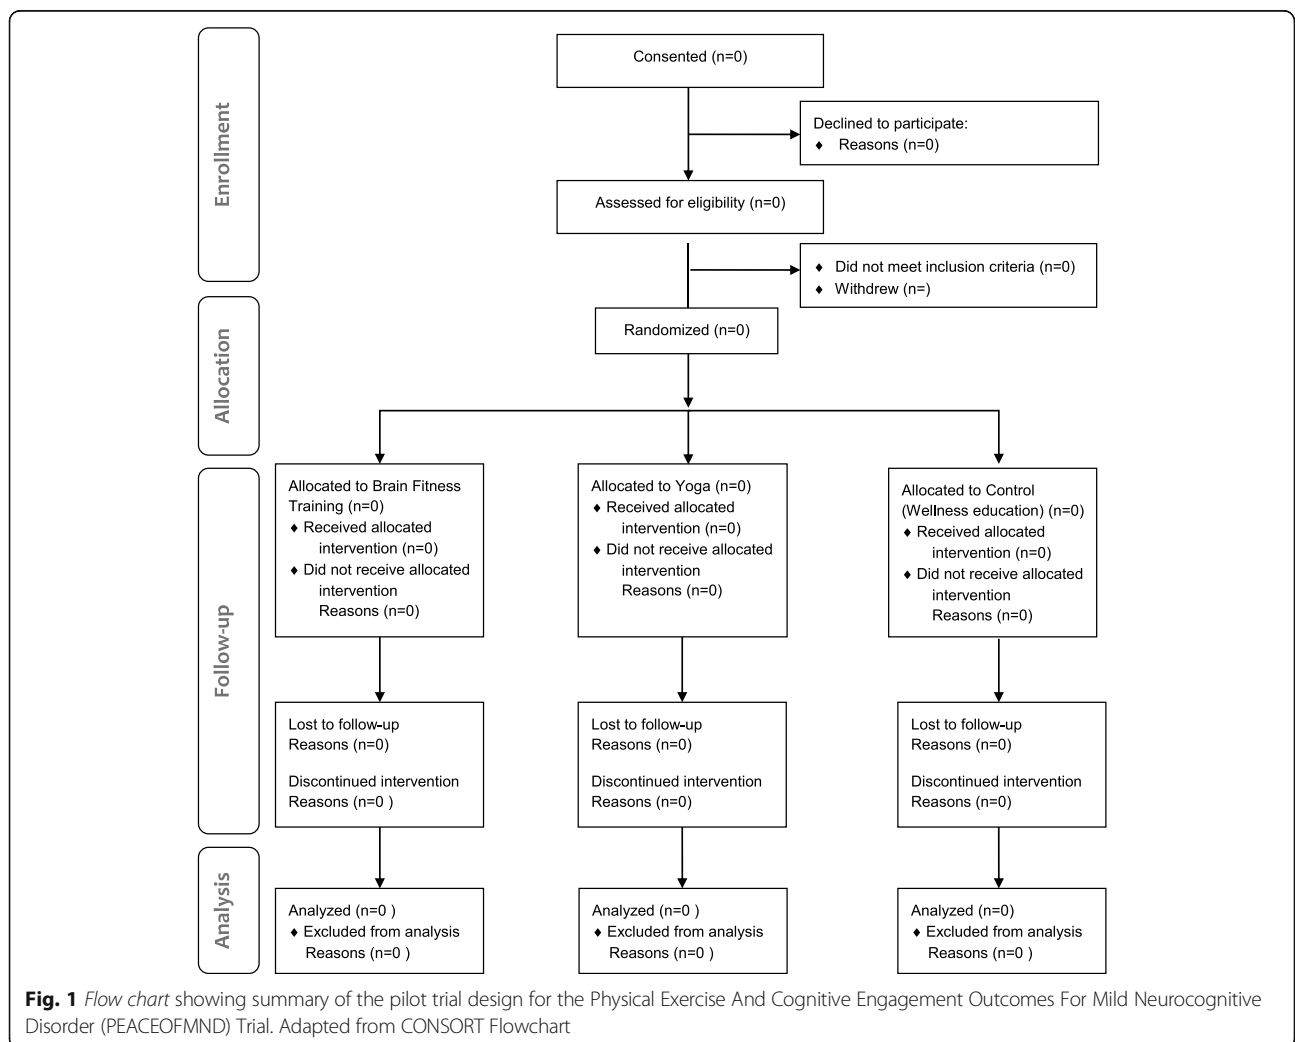 Enrollment
Consented (n=0)
Declined to participate:
♦ Reasons (n=0)
Assessed for eligibility (n=0)
♦ Did not meet inclusion criteria (n=0)
♦ Withdrew (n=)
Allocation
Randomized (n=0)
Follow-up
Allocated to Brain Fitness
Training (n=0)
♦ Received allocated
intervention (n=0)
♦ Did not receive allocated
intervention
Reasons (n=0)
Allocated to Yoga (n=0)
♦ Received allocated
intervention (n=0)
♦ Did not receive allocated
intervention
Reasons (n=0)
Allocated to Control
(Wellness education) (n=0)
♦ Received allocated
intervention (n=0)
♦ Did not receive allocated
intervention
Reasons (n=0)
Lost to follow-up
Reasons (n=0)
Discontinued intervention
Reasons (n=0 )
Lost to follow-up
Reasons (n=0)
Discontinued intervention
Reasons (n=0)
Lost to follow-up
Reasons (n=0)
Discontinued intervention
Reasons (n=0)
Analysis
Analyzed (n=0 )
♦ Excluded from analysis
Reasons (n=0 )
Analyzed (n=0 )
♦ Excluded from analysis
Reasons (n=0 )
Analyzed (n=0)
♦ Excluded from analysis
Reasons (n=0 )
Fig. 1 Flow chart showing summary of the pilot trial design for the Physical Exercise And Cognitive Engagement Outcomes For Mild Neurocognitive
Disorder (PEACEOFMND) Trial. Adapted from CONSORT Flowchart